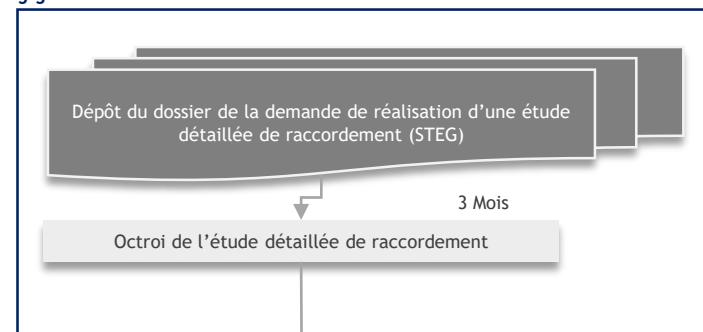 Dépôt du dossier de la demande de réalisation d’une étude
détaillée de raccordement (STEG)
3 Mois
Octroi de l’étude détaillée de raccordement